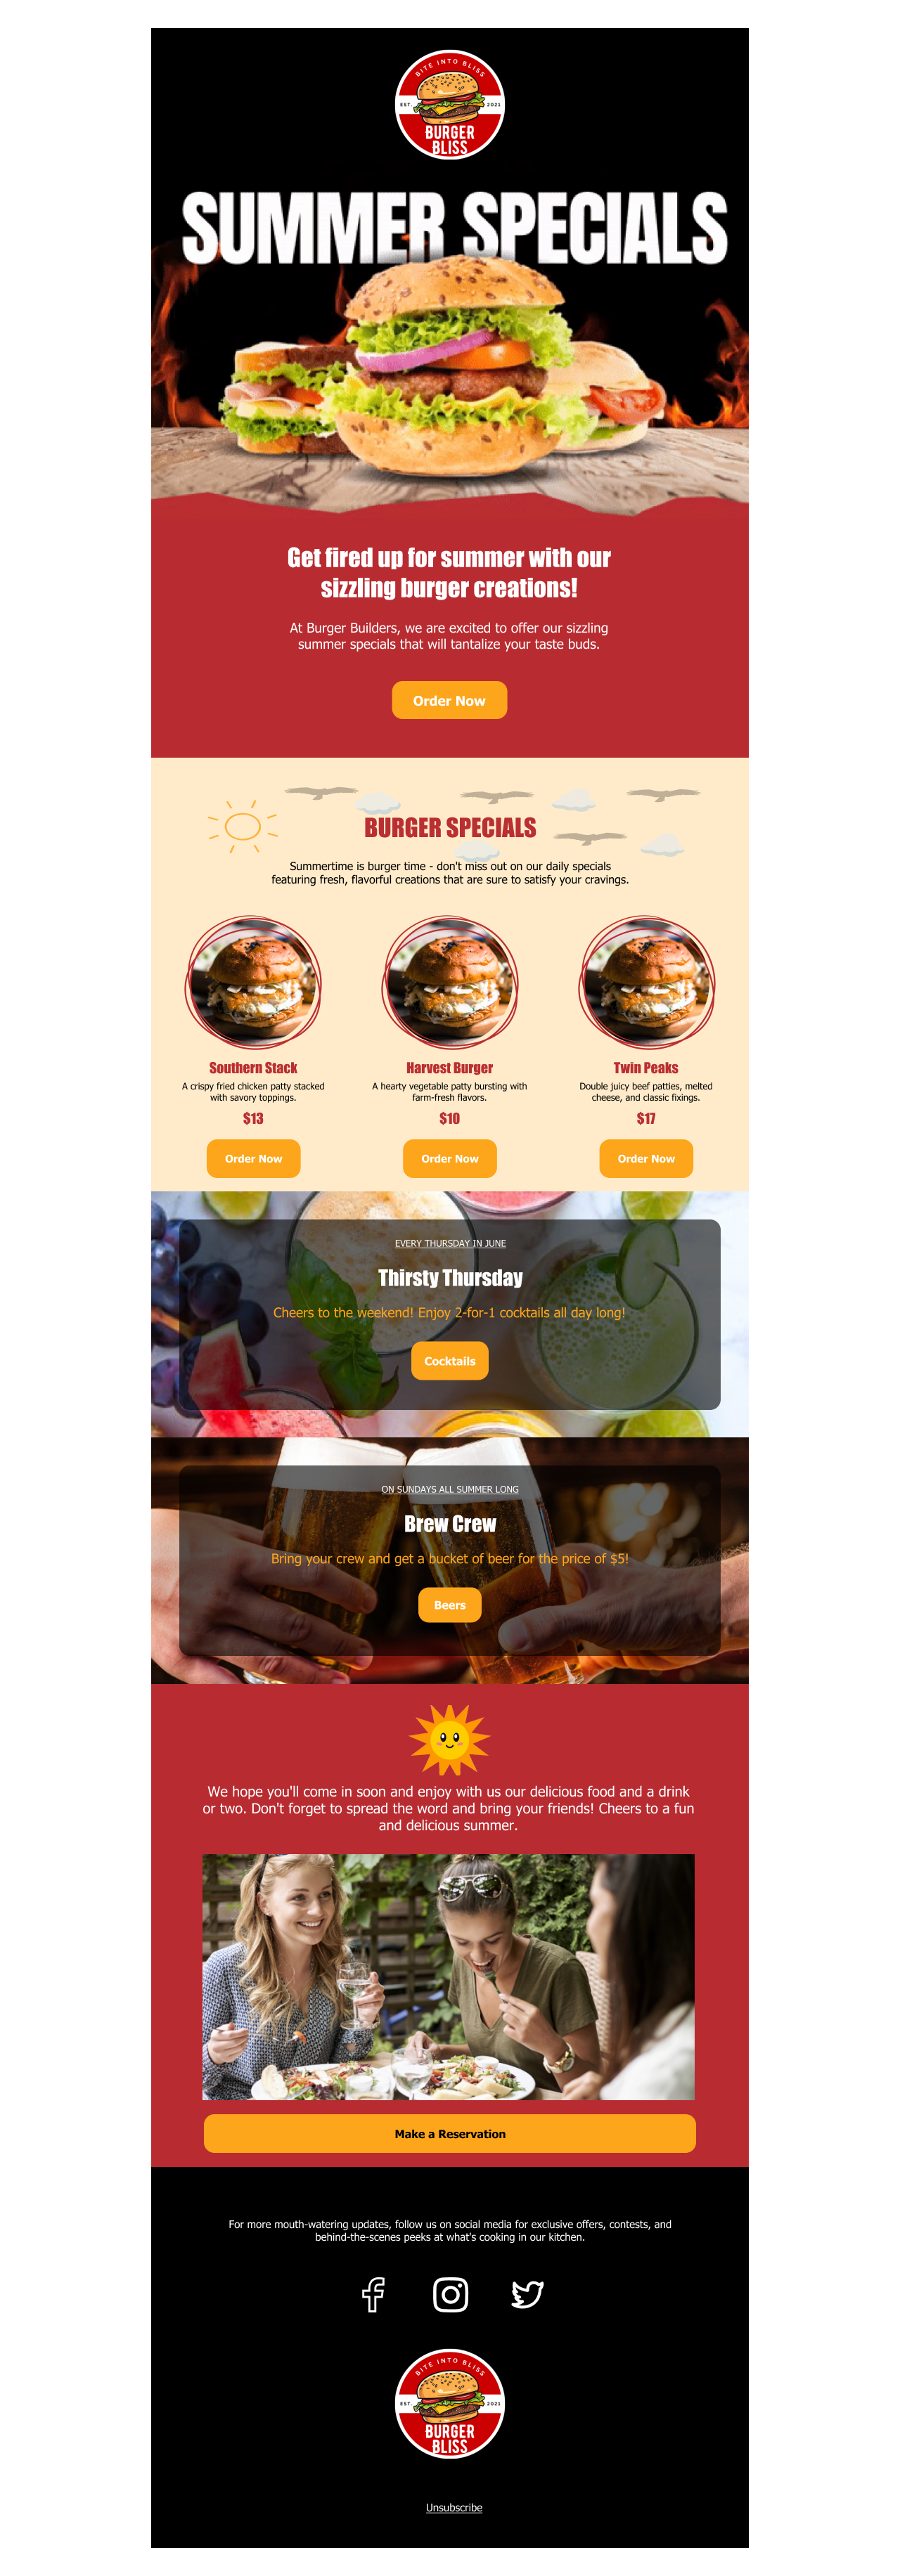 BITE INTO BLISS
EST. 2021
BURGER
BLISS
SUMMER SPECIALS
Get fired up for summer with our
sizzling burger creations!
At Burger Builders, we are excited to offer our sizzling
summer specials that will tantalize your taste buds.
Order Now
BURGER SPECIALS
Summertime is burger time - don't miss out on our daily specials
featuring fresh, flavorful creations that are sure to satisfy your cravings.
Southern Stack
A crispy fried chicken patty stacked
with savory toppings.
$13
Order Now
Harvest Burger
A hearty vegetable patty bursting with
farm-fresh flavors.
$10
Order Now
Twin Peaks
Double juicy beef patties, melted
cheese, and classic fixings.
$17
Order Now
EVERY THURSDAY IN JUNE
Thirsty Thursday
Cheers to the weekend! Enjoy 2-for-1 cocktails all day long!
Cocktails
ON SUNDAYS ALL SUMMER LONG
Brew Crew
Bring your crew and get a bucket of beer for the price of $5!
Beers
We hope you'll come in soon and enjoy with us our delicious food and a drink
or two. Don't forget to spread the word and bring your friends! Cheers to a fun
and delicious summer.
Make a Reservation
For more mouth-watering updates, follow us on social media for exclusive offers, contests, and
behind-the-scenes peeks at what's cooking in our kitchen.
BITE INTO BLISS
EST. 2021
BURGER
BLISS
Unsubscribe